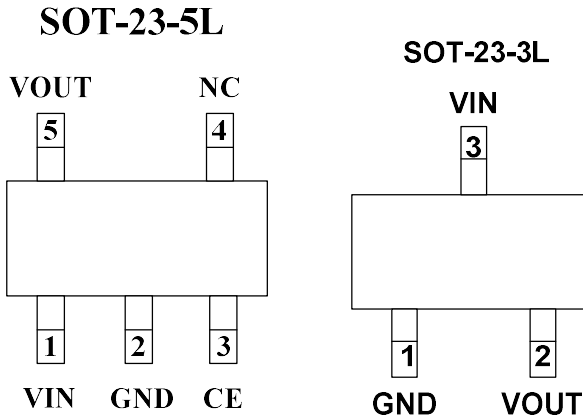 SOT-23-5L
VOUT NC
5 4
1 2 3
VIN GND CE
SOT-23-3L
VIN
3
1 2
GND VOUT